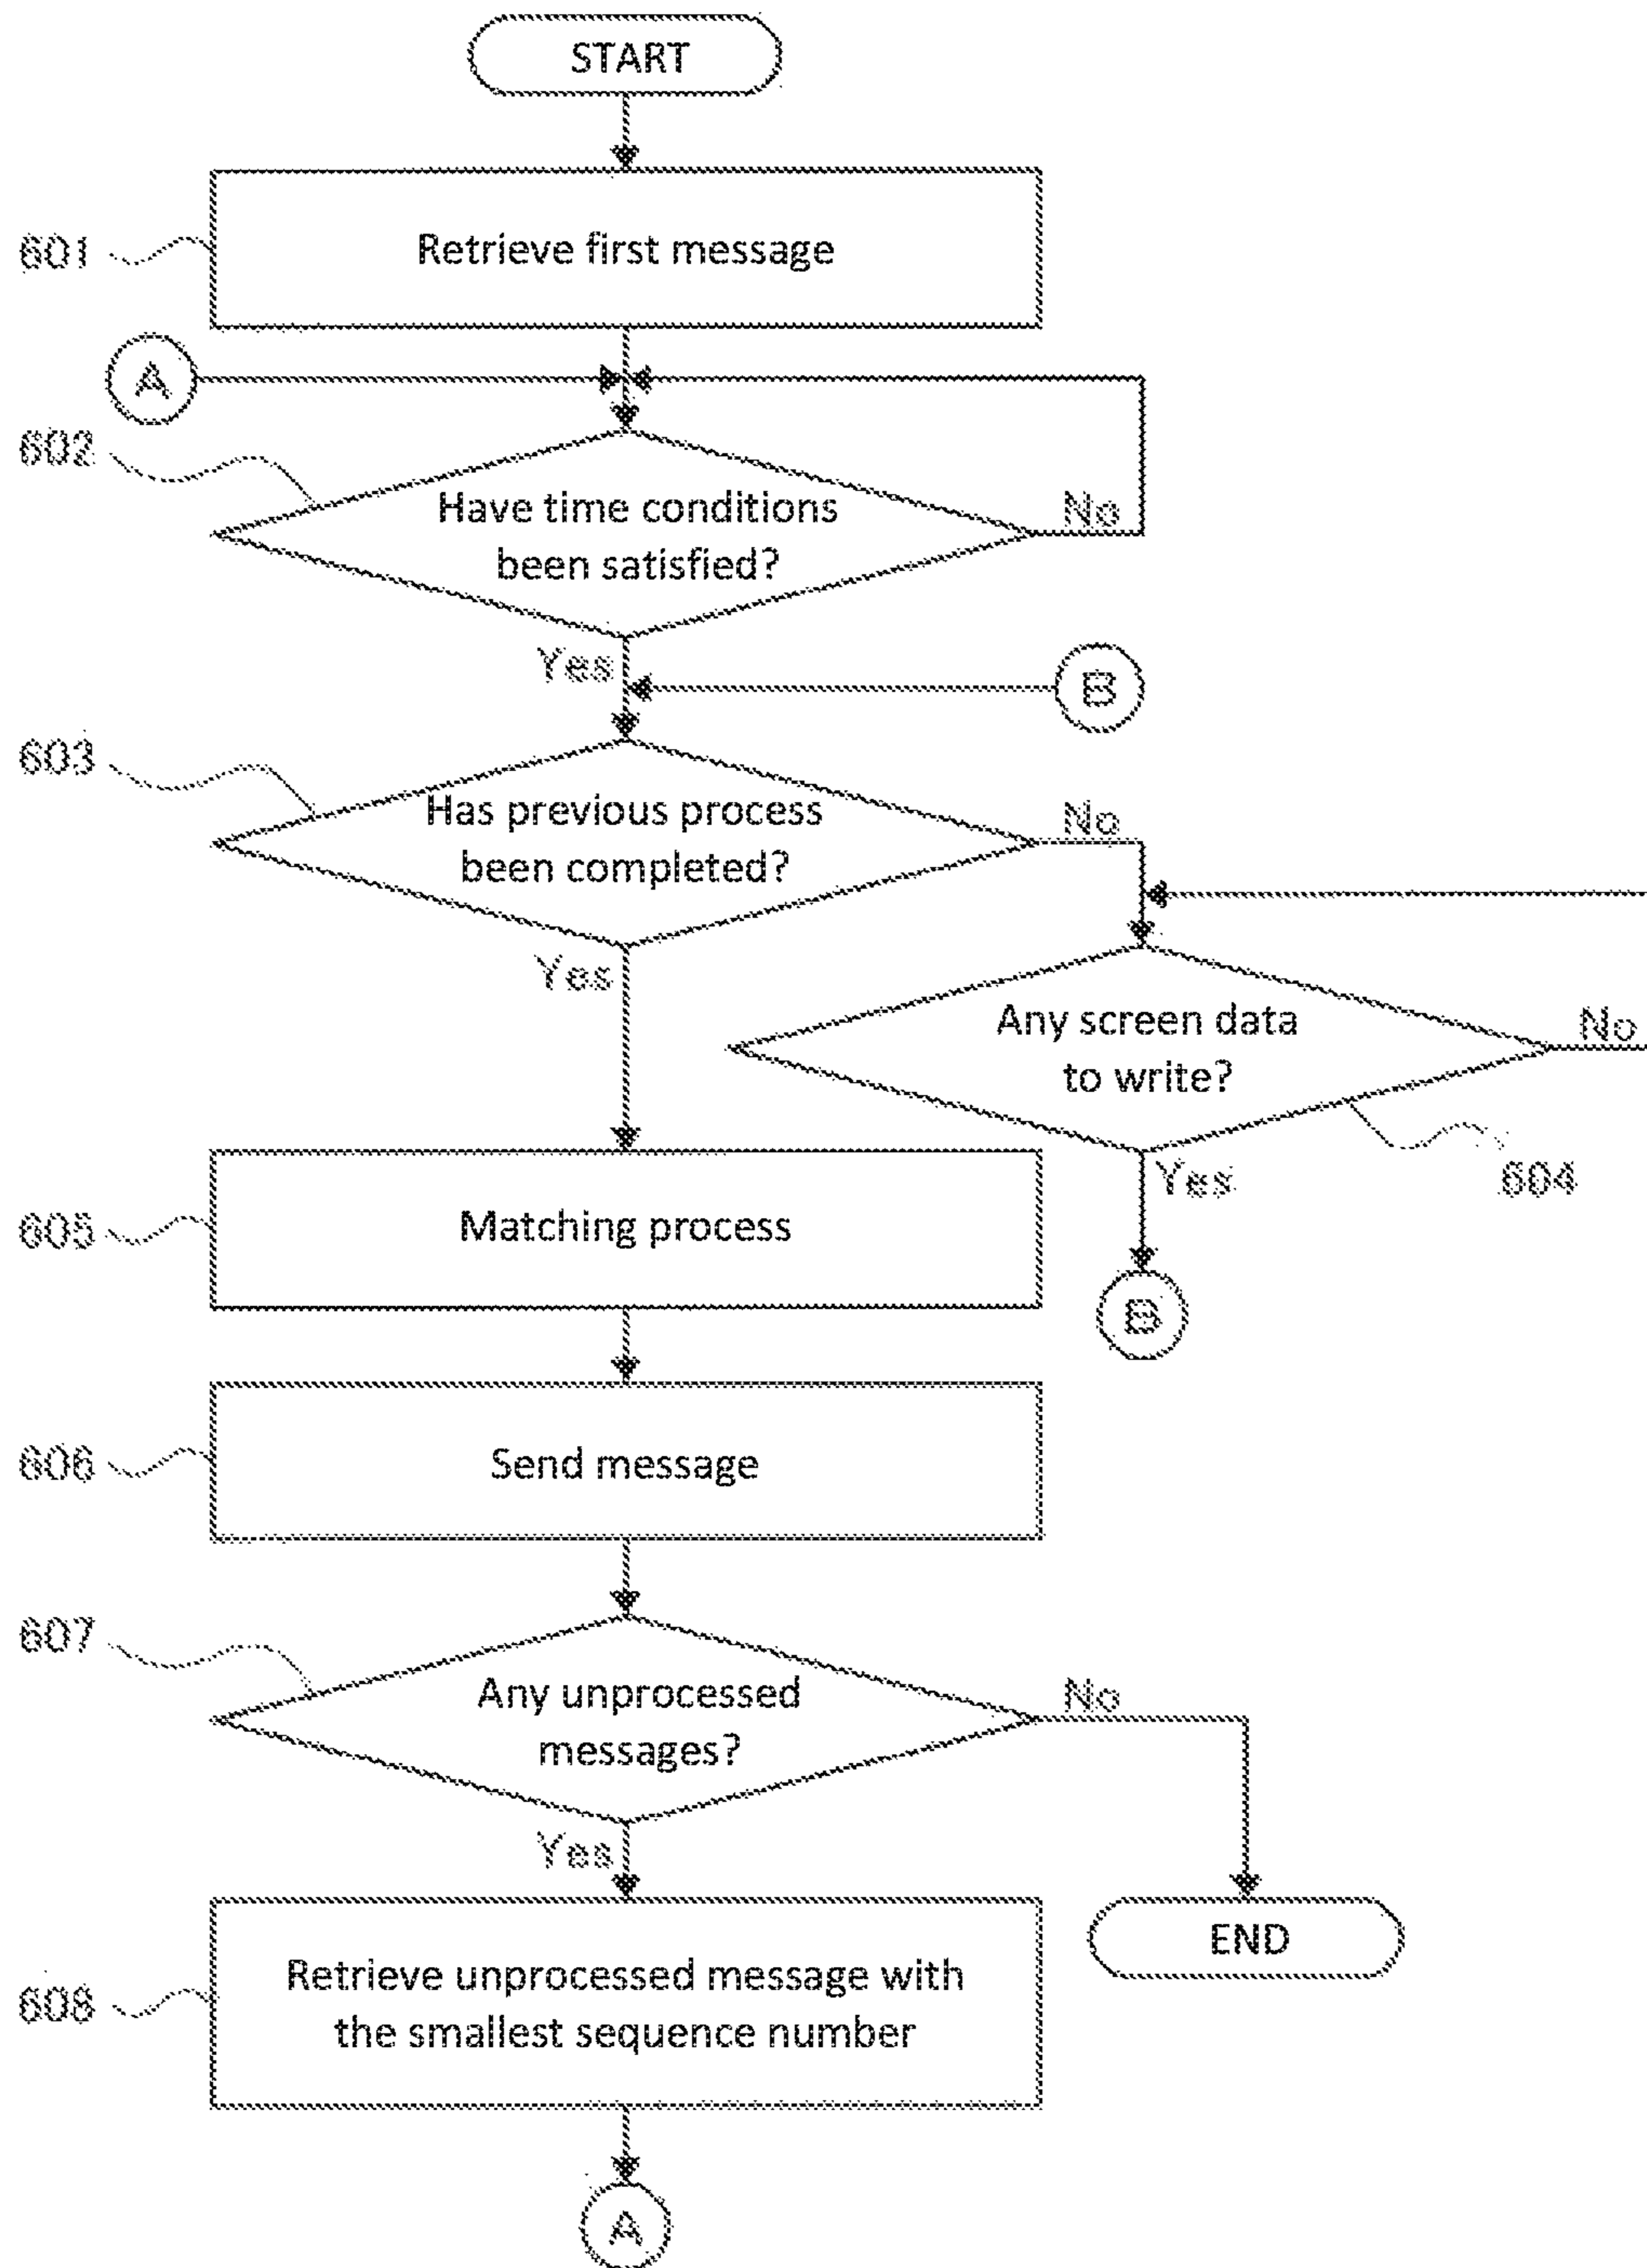 START
601
Retrieve first message
A
602
Have time conditions
been satisfied?
No
Yes
B
603
Has previous process
been completed?
No
Yes
Any screen data
to write?
No
604
Yes
B
605
Matching process
606
Send message
607
Any unprocessed
messages?
No
Yes
END
608
Retrieve unprocessed message with
the smallest sequence number
A